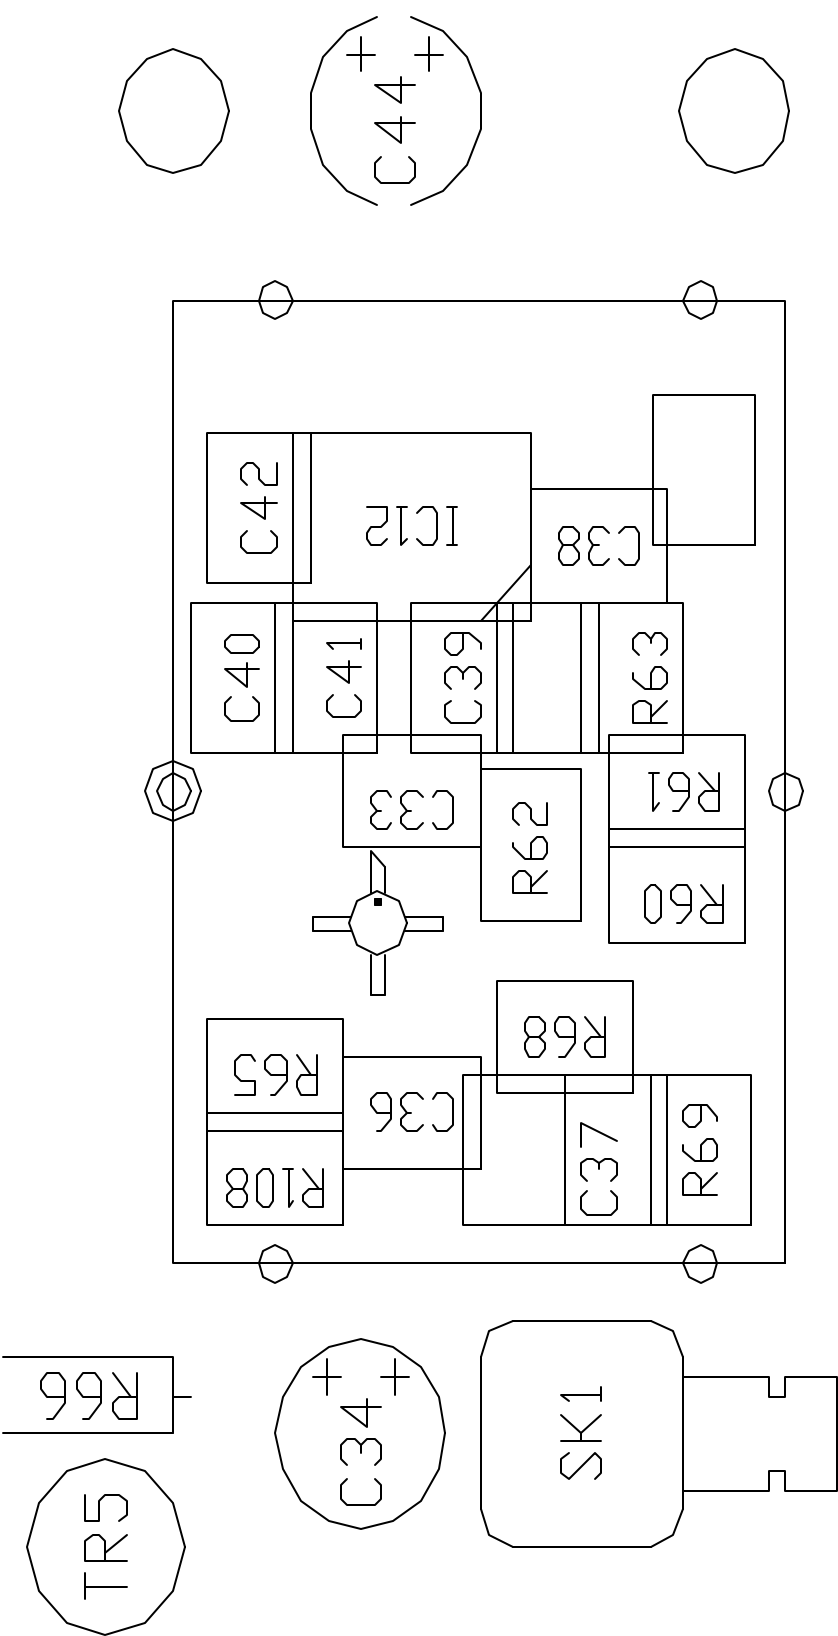 + +
C44
C42
IC12
C38
C40
C41
C39
R63
C33
R62
R61
R60
R68
R65
C36
R108
C37
R69
R66
+ +
C34
SK1
TR5